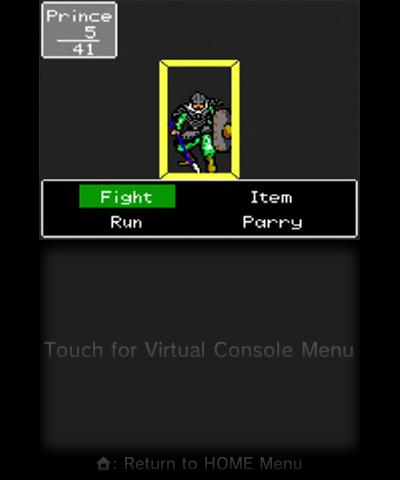 Prince
5
41
Fight Item
Run Parry
Touch for Virtual Console Menu
: Return to HOME Menu